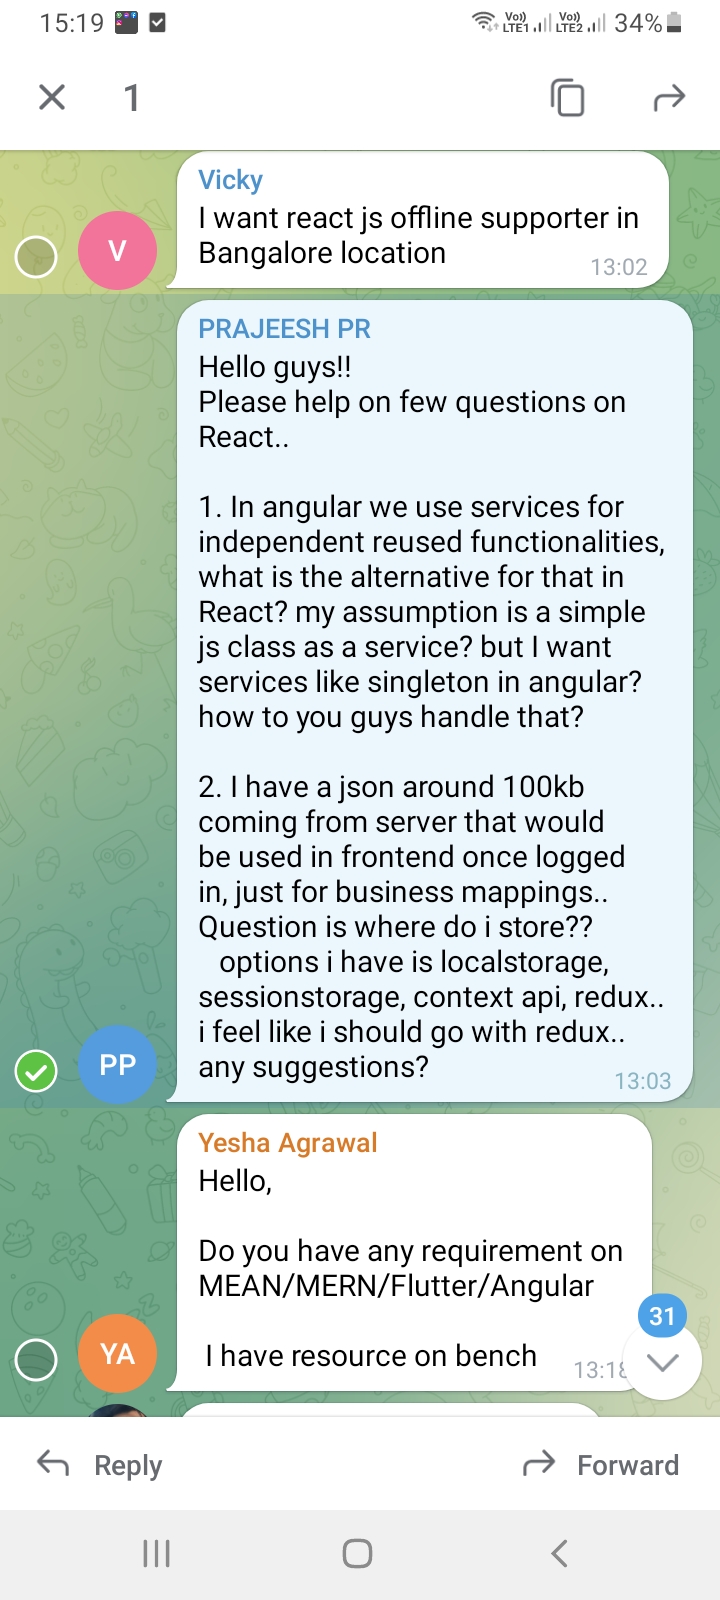 15:19
Vo)) LTE1 Vo)) LTE2 34%
1
Vicky
I want react js offline supporter in
Bangalore location
13:02
V
PRAJEESH PR
Hello guys!!
Please help on few questions on
React..
1. In angular we use services for
independent reused functionalities,
what is the alternative for that in
React? my assumption is a simple
js class as a service? but I want
services like singleton in angular?
how to you guys handle that?
2. I have a json around 100kb
coming from server that would
be used in frontend once logged
in, just for business mappings..
Question is where do i store??
options i have is localstorage,
sessionstorage, context api, redux..
i feel like i should go with redux..
any suggestions?
13:03
PP
Yesha Agrawal
Hello,
Do you have any requirement on
MEAN/MERN/Flutter/Angular
I have resource on bench
13:18
YA
31
Reply Forward